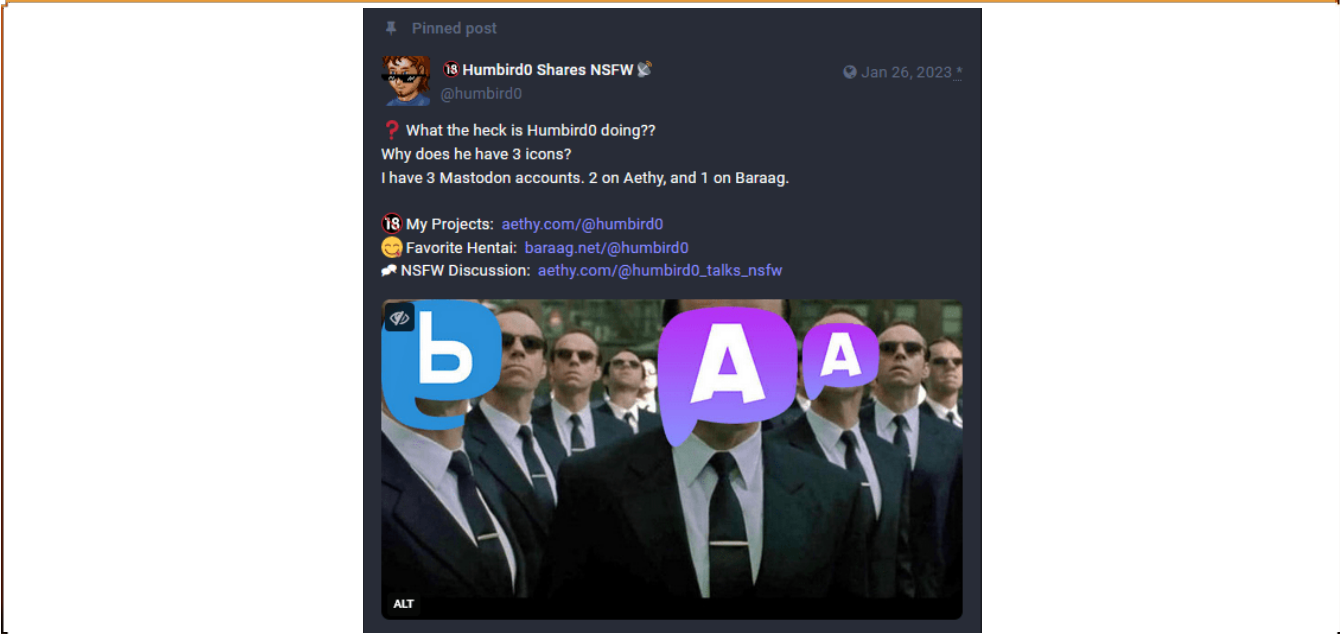 Pinned post
🔞 Humbird0 Shares NSFW 📡
Jan 26, 2023 *
@humbird0
❓ What the heck is Humbird0 doing??
Why does he have 3 icons?
I have 3 Mastodon accounts. 2 on Aethy, and 1 on Baraag.
🔞 My Projects: aethy.com/@humbird0
😋 Favorite Hentai: baraag.net/@humbird0
🗪 NSFW Discussion: aethy.com/@humbird0_talks_nsfw
b
A
A
ALT